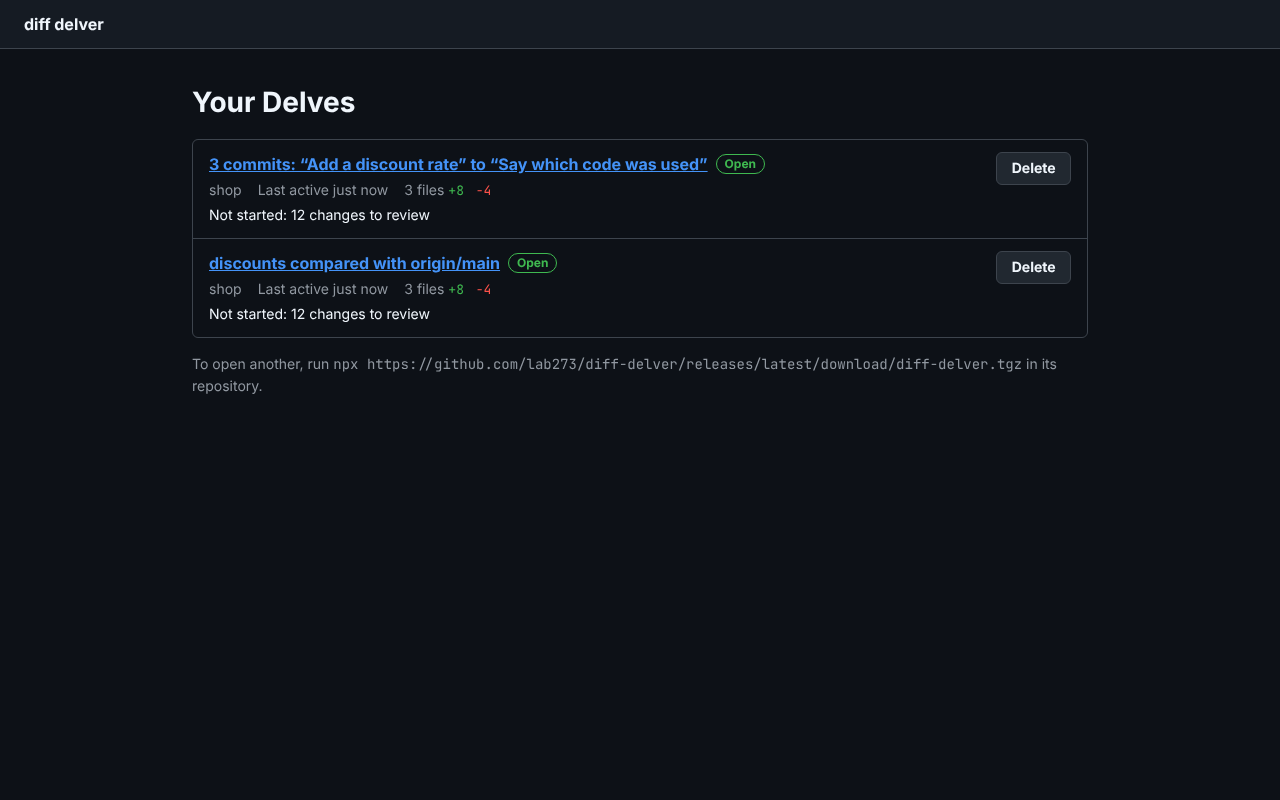 diff delver
Your Delves
3 commits: “Add a discount rate” to “Say which code was used” Open Delete
shop Last active just now 3 files +8 -4
Not started: 12 changes to review
discounts compared with origin/main Open Delete
shop Last active just now 3 files +8 -4
Not started: 12 changes to review
To open another, run npx https://github.com/lab273/diff-delver/releases/latest/download/diff-delver.tgz in its
repository.